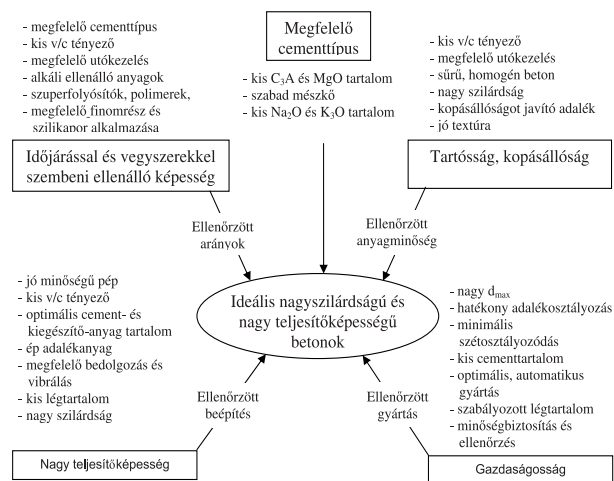 - megfelelő cementtípus
- kis v/c tényező
- megfelelő utókezelés
- alkáli ellenálló anyagok
- szuperfolyósítók, polimerek,
- megfelelő finomrész és
szilikapor alkalmazása
Időjárással és vegyszerekkel
szembeni ellenálló képesség
Megfelelő
cementtípus
- kis C₃A és MgO tartalom
- szabad mészkő
- kis Na₂O és K₃O tartalom
- kis v/c tényező
- megfelelő utókezelés
- sűrű, homogén beton
- nagy szilárdság
- kopásállóságot javító adalék
- jó textúra
Tartósság, kopásállóság
Ellenőrzött
arányok
Ellenőrzött
anyagminőség
Ideális nagyszilárdságú és
nagy teljesítőképességű
betonok
- jó minőségű pép
- kis v/c tényező
- optimális cement- és
kiegészítő-anyag tartalom
- ép adalékanyag
- megfelelő bedolgozás és
vibrálás
- kis légtartalom
- nagy szilárdság
Nagy teljesítőképesség
Ellenőrzött
beépítés
Ellenőrzött
gyártás
- nagy dmax
- hatékony adalékosztályozás
- minimális
szétosztályozódás
- kis cementtartalom
- optimális, automatikus
gyártás
- szabályozott légtartalom
- minőségbiztosítás és
ellenőrzés
Gazdaságosság